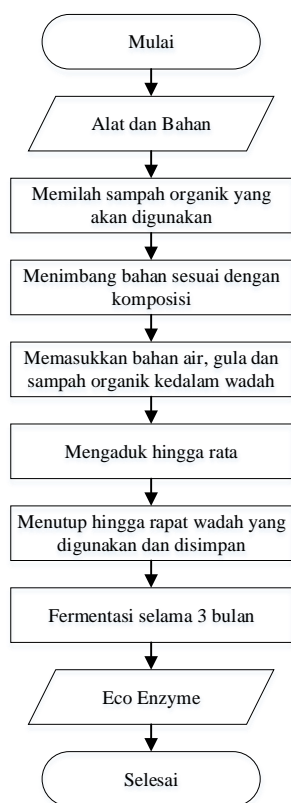 Mulai
Alat dan Bahan
Memilah sampah organik yang
akan digunakan
Menimbang bahan sesuai dengan
komposisi
Memasukkan bahan air, gula dan
sampah organik kedalam wadah
Mengaduk hingga rata
Menutup hingga rapat wadah yang
digunakan dan disimpan
Fermentasi selama 3 bulan
Eco Enzyme
Selesai